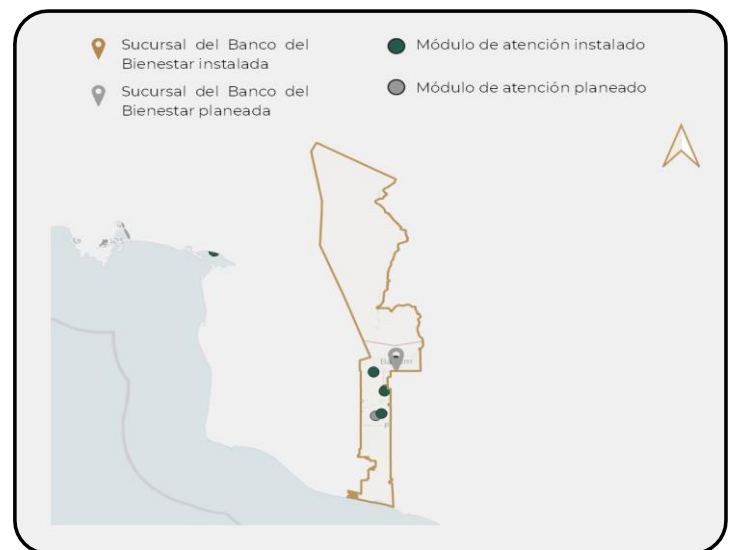 Sucursal del Banco del
Bienestar instalada
Sucursal del Banco del
Bienestar planeada
Módulo de atención instalado
Módulo de atención planeado